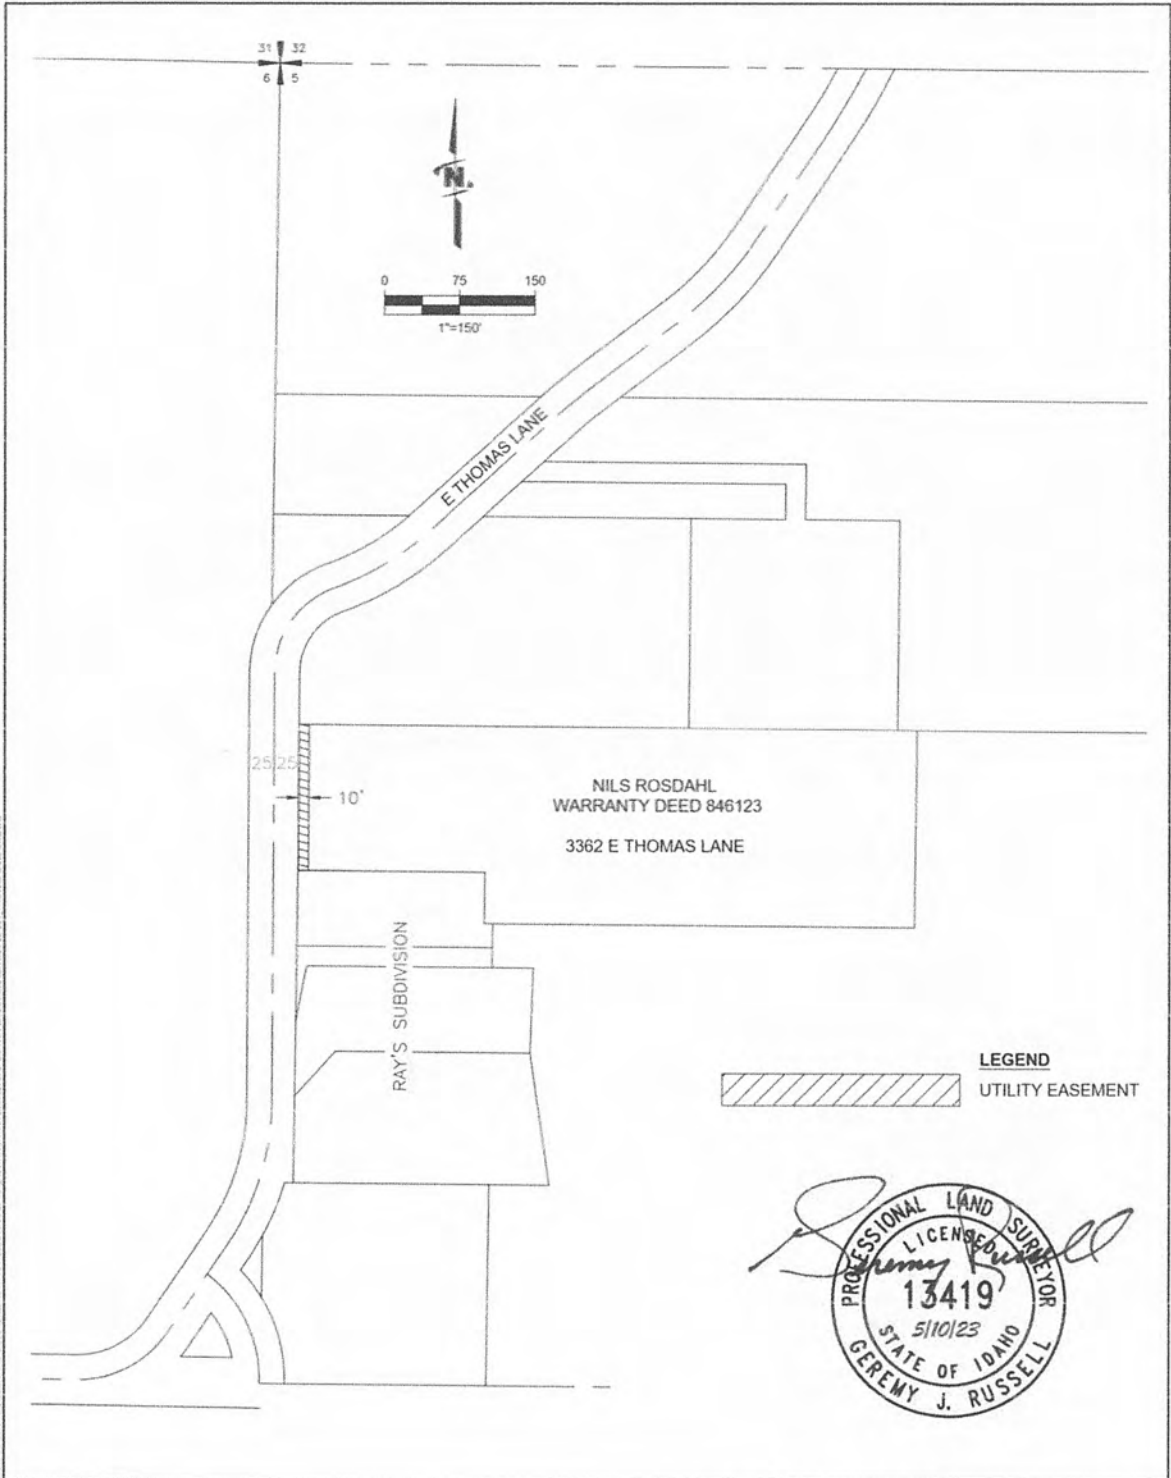 31 32
6 5
N.
0 75 150
1"=150'
E THOMAS LANE
25 25
10'
NILS ROSDAHL
WARRANTY DEED 846123
3362 E THOMAS LANE
RAY'S SUBDIVISION
LEGEND
UTILITY EASEMENT
PROFESSIONAL LAND SURVEYOR
LICENSED
Geremy Russell
13419
5/10/23
STATE OF IDAHO
GEREMY J. RUSSELL